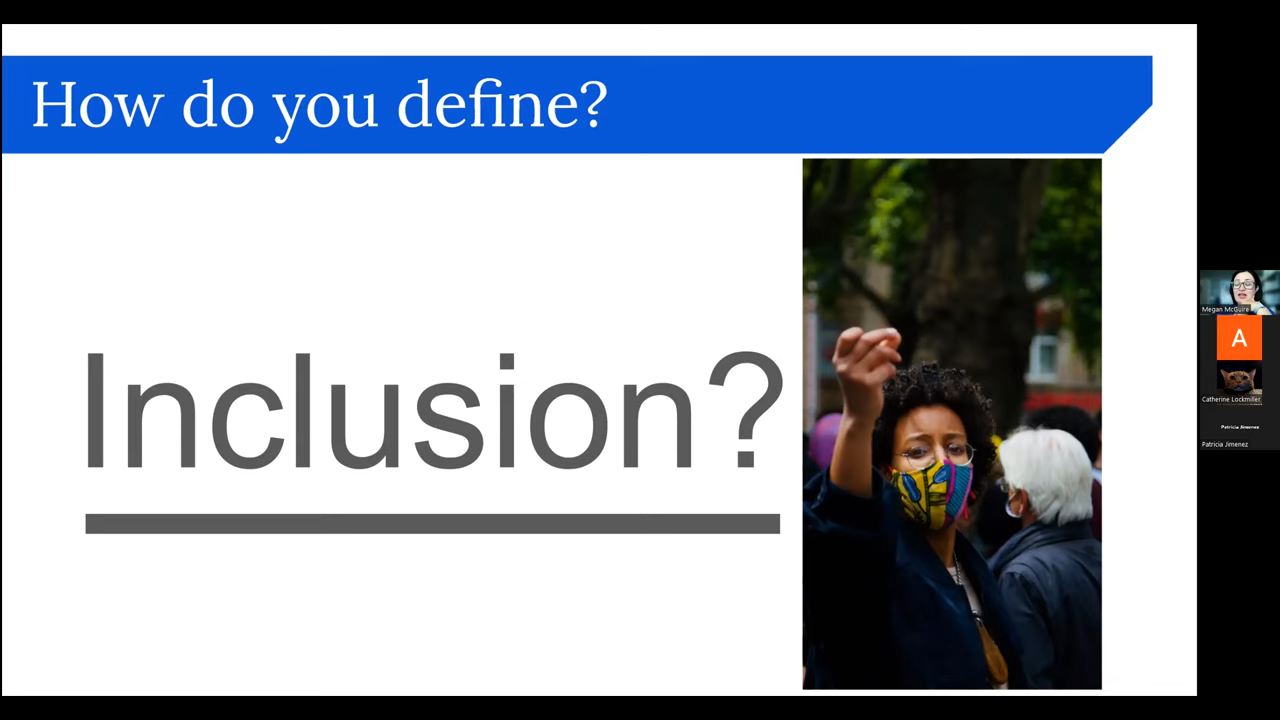 How do you define?
Inclusion?
Megan McGuire
A
Catherine Lockmiller
Patricia Jimenez
Patricia Jimenez